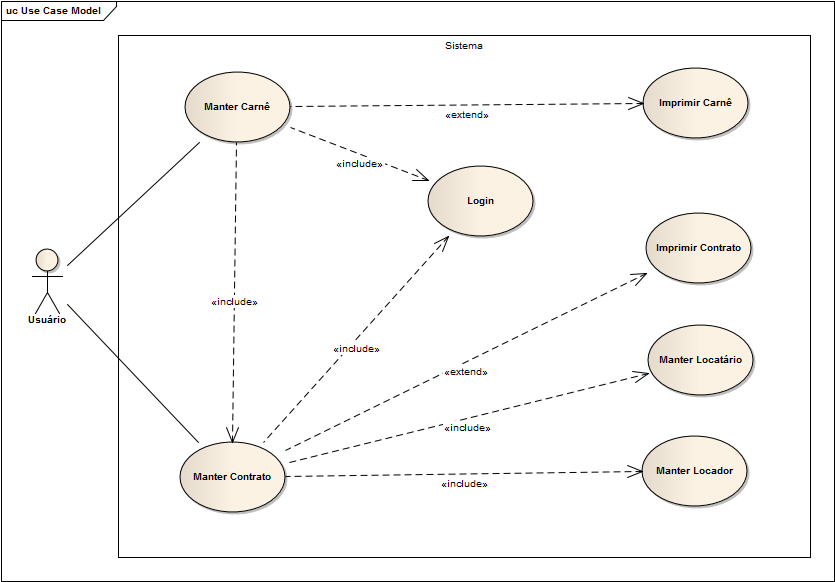 uc Use Case Model
Sistema
Manter Carnê
Imprimir Carnê
«extend»
«include»
Login
Imprimir Contrato
«include»
Usuário
«include»
Manter Locatário
«extend»
«include»
Manter Contrato
Manter Locador
«include»